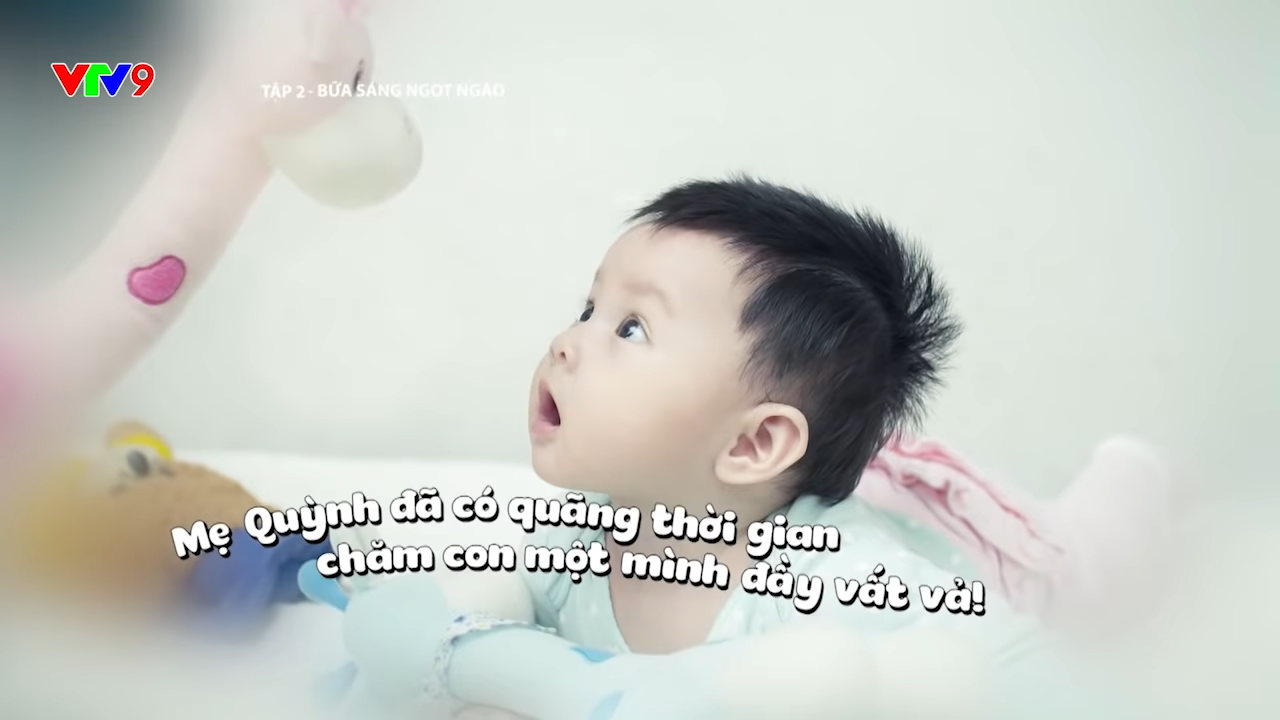 VTV9
TẬP 2 - BỮA SÁNG NGỌT NGÀO
Mẹ Quỳnh đã có quãng thời gian
chăm con một mình đầy vất vả!